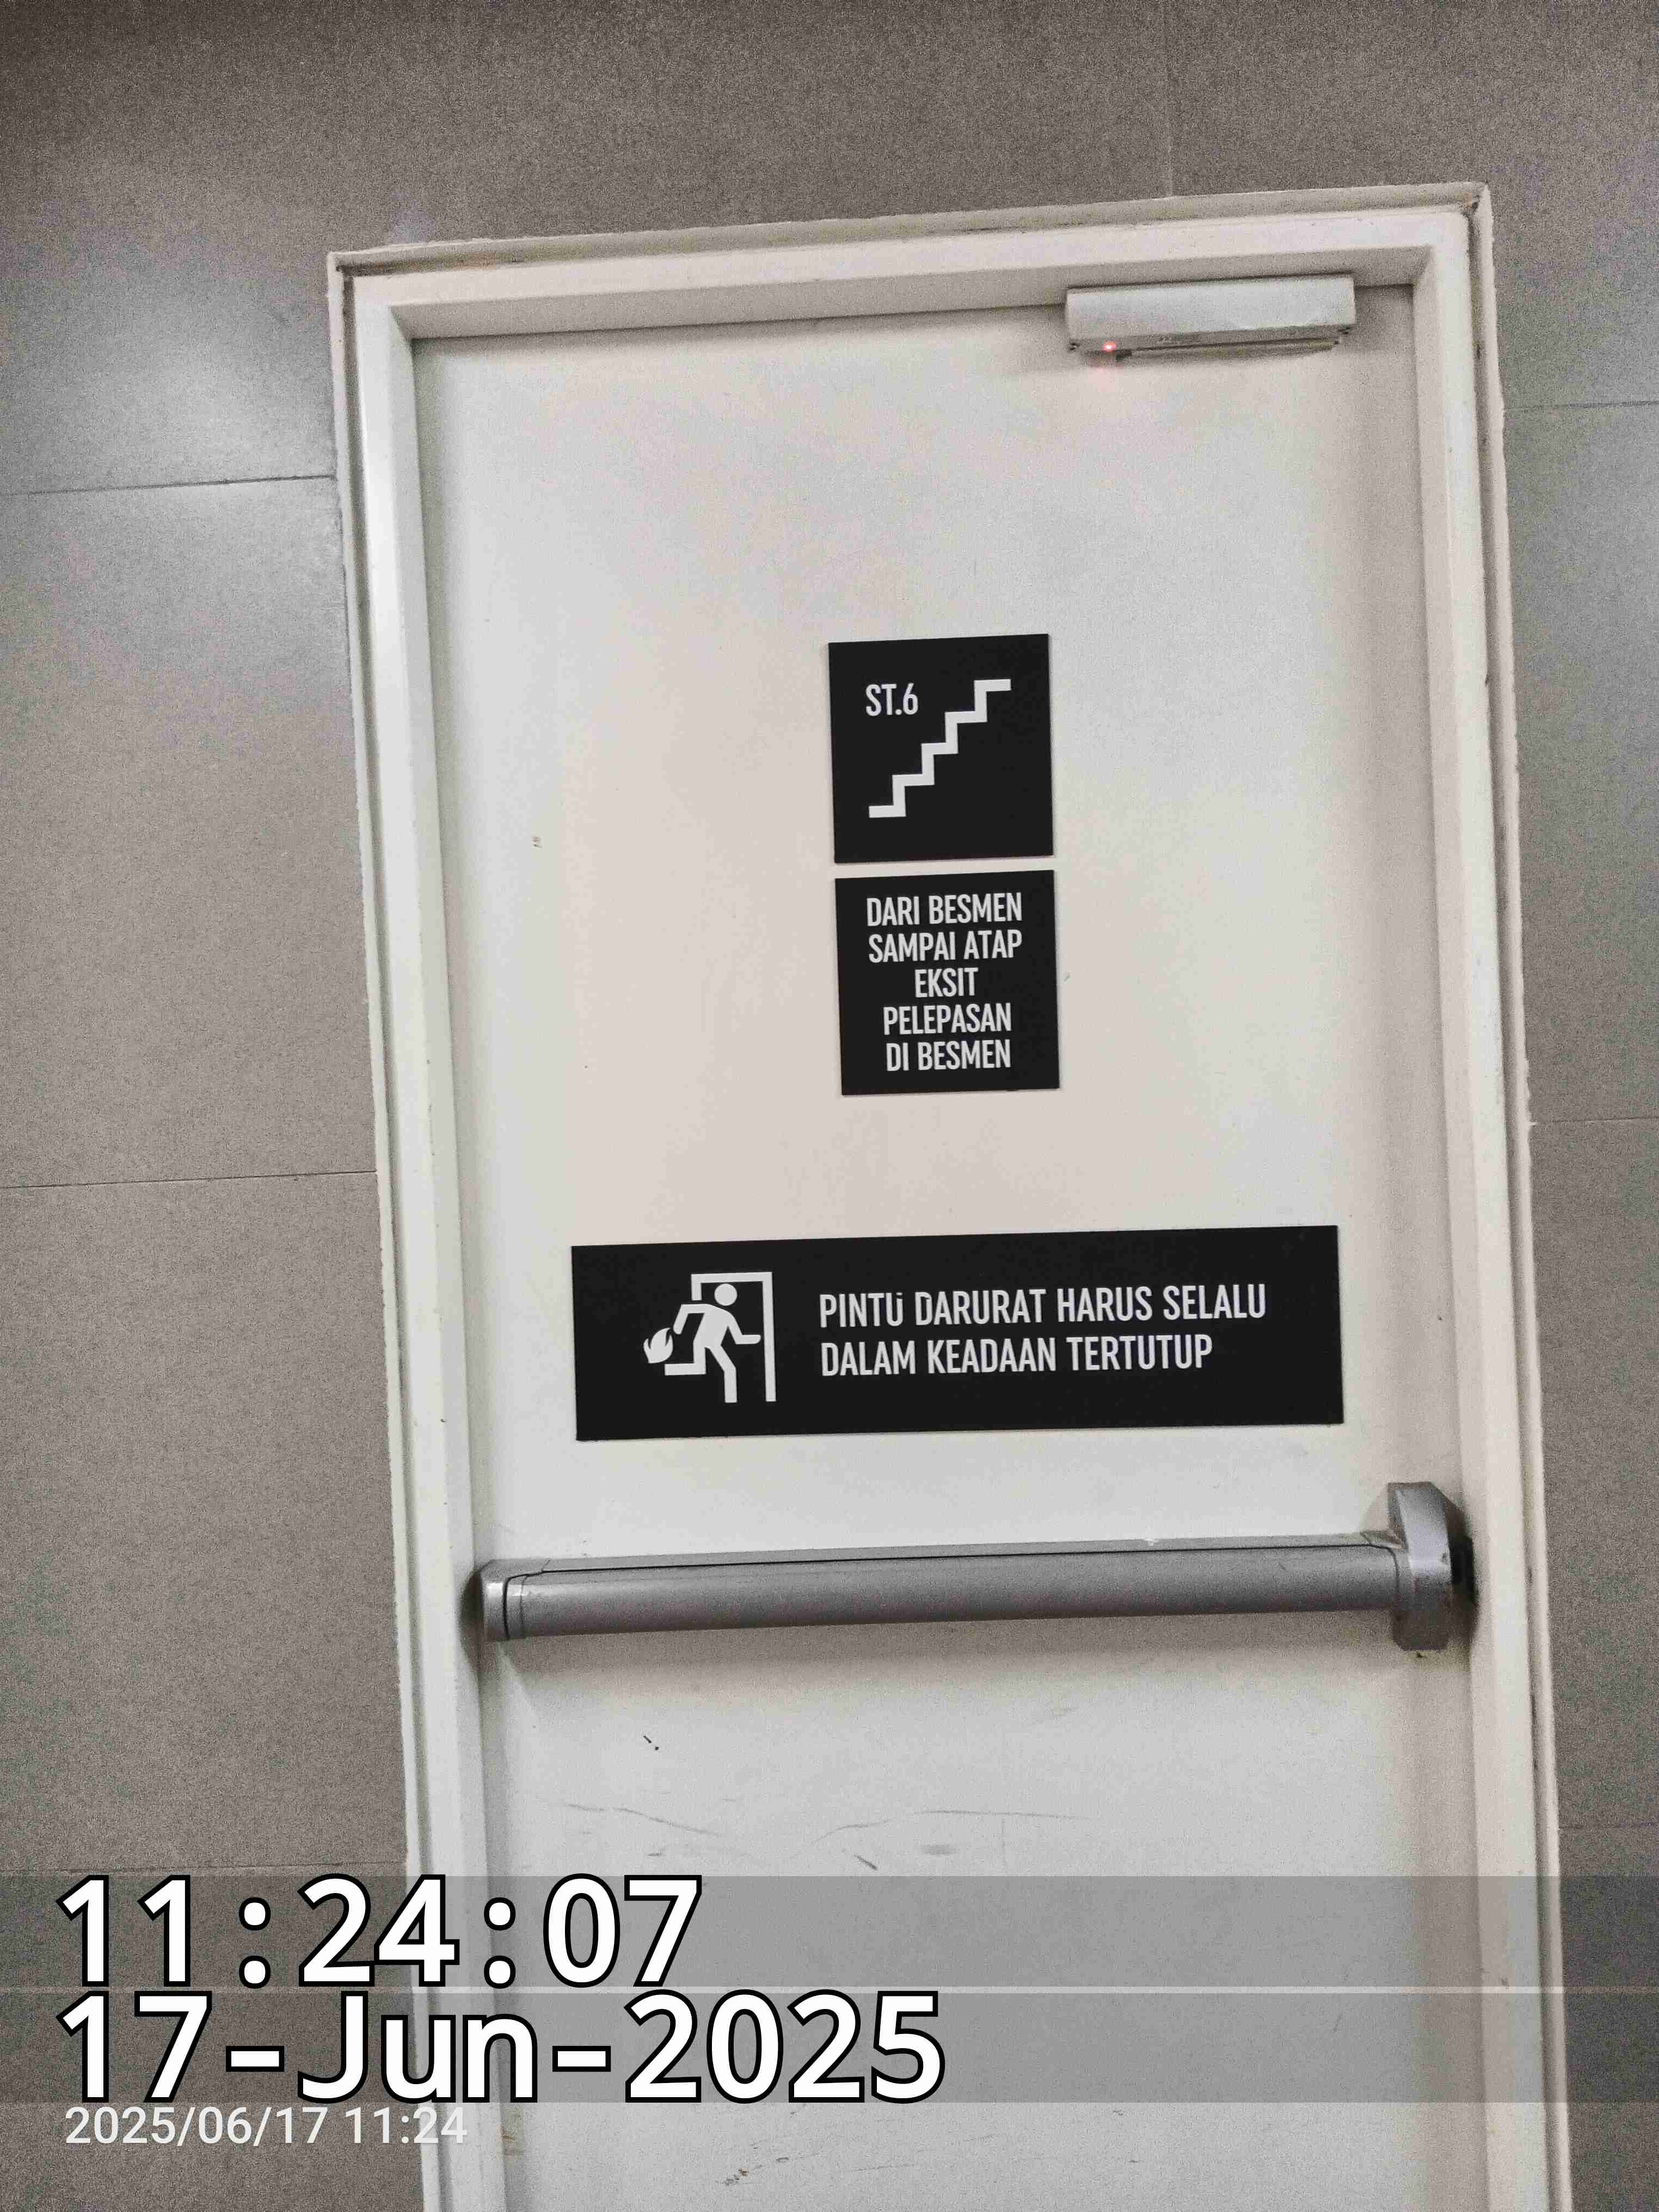 ST.6
DARI BESMEN
SAMPAI ATAP
EKSIT
PELEPASAN
DI BESMEN
PINTU DARURAT HARUS SELALU
DALAM KEADAAN TERTUTUP
11:24:07
17-Jun-2025
2025/06/17 11:24